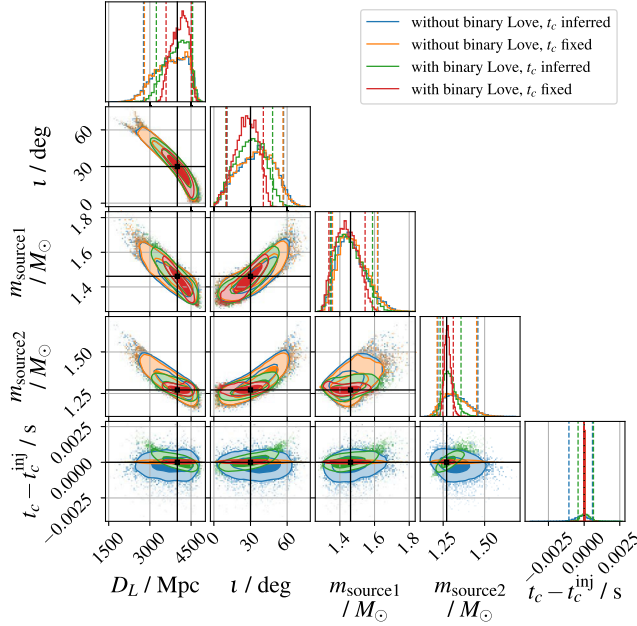 without binary Love, t_c inferred
without binary Love, t_c fixed
with binary Love, t_c inferred
with binary Love, t_c fixed
60
30
0
ι / deg
1.8
1.6
1.4
m_source1
/ M_⊙
1.50
1.25
m_source2
/ M_⊙
0.0025
0.0000
−0.0025
t_c − t_c^inj / s
1500
3000
4500
D_L / Mpc
0
30
60
ι / deg
1.4
1.6
1.8
m_source1
/ M_⊙
1.25
1.50
m_source2
/ M_⊙
−0.0025
0.0000
0.0025
t_c − t_c^inj / s